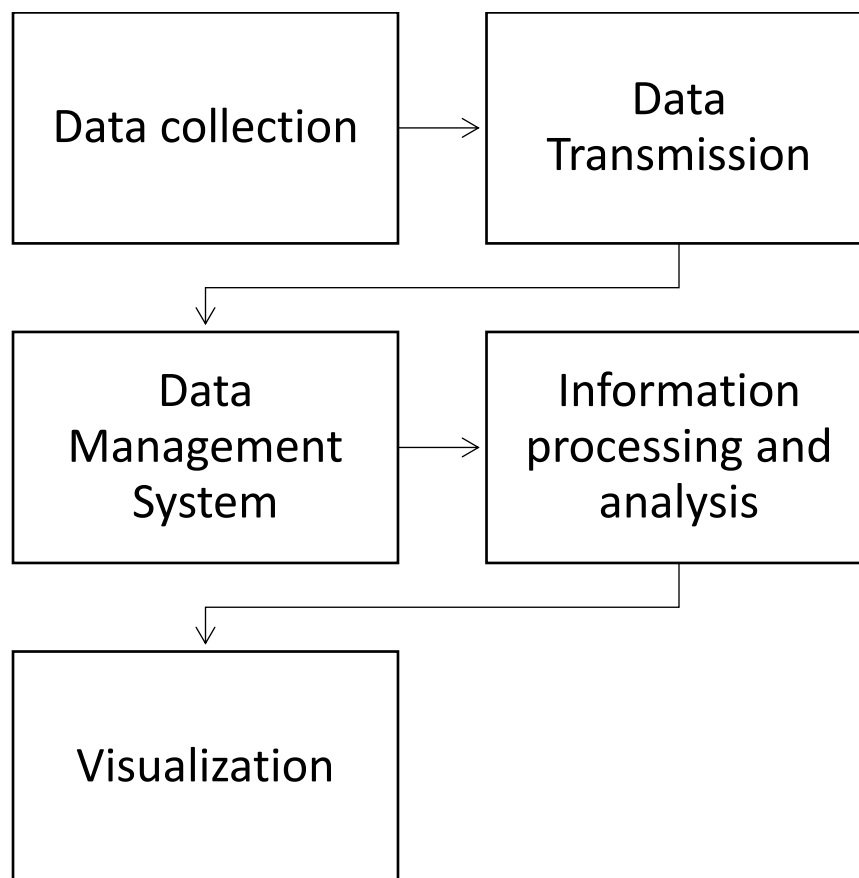 Data collection
Data
Transmission
Data
Management
System
Information
processing and
analysis
Visualization